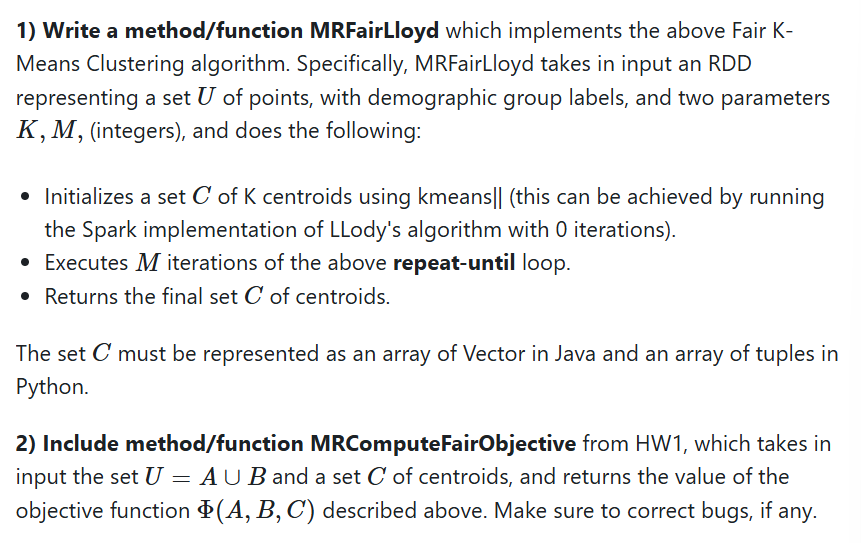 1) Write a method/function MRFairLloyd which implements the above Fair K-
Means Clustering algorithm. Specifically, MRFairLloyd takes in input an RDD
representing a set U of points, with demographic group labels, and two parameters
K, M, (integers), and does the following:
• Initializes a set C of K centroids using kmeans|| (this can be achieved by running
the Spark implementation of LLody's algorithm with 0 iterations).
• Executes M iterations of the above repeat-until loop.
• Returns the final set C of centroids.
The set C must be represented as an array of Vector in Java and an array of tuples in
Python.
2) Include method/function MRComputeFairObjective from HW1, which takes in
input the set U = A ∪ B and a set C of centroids, and returns the value of the
objective function Φ(A, B, C) described above. Make sure to correct bugs, if any.